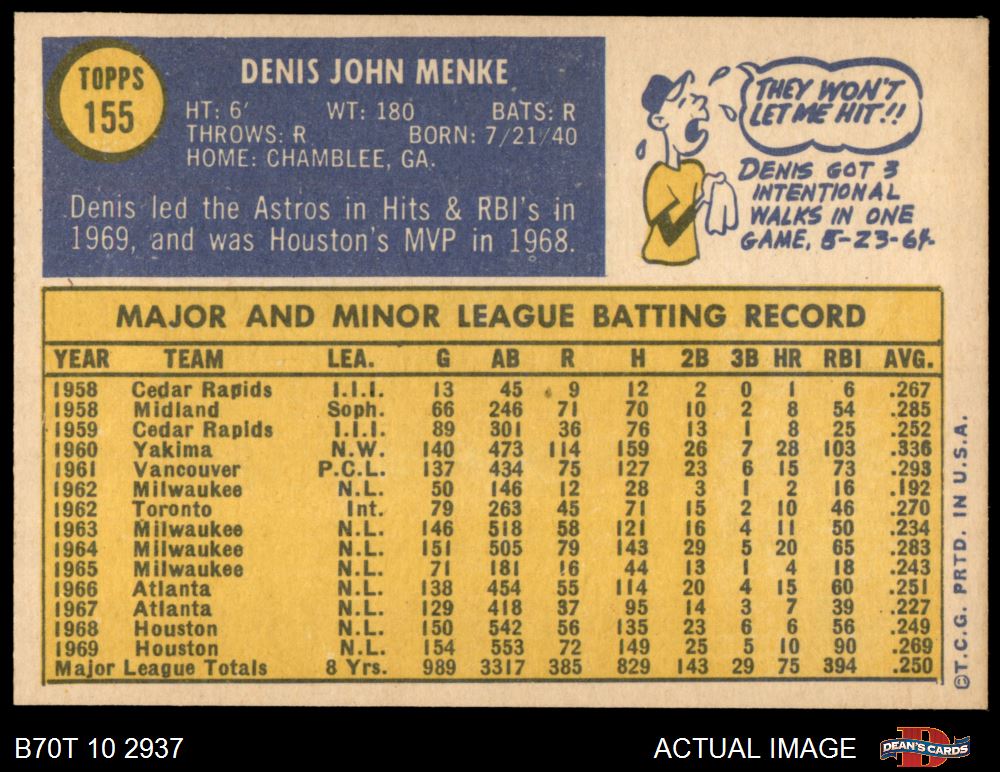 TOPPS
155
DENIS JOHN MENKE
HT: 6' WT: 180 BATS: R
THROWS: R BORN: 7/21/40
HOME: CHAMBLEE, GA.
Denis led the Astros in Hits & RBI's in
1969, and was Houston's MVP in 1968.
THEY WON'T
LET ME HIT!!
DENIS GOT 3
INTENTIONAL
WALKS IN ONE
GAME, 5-23-64.
MAJOR AND MINOR LEAGUE BATTING RECORD
YEAR TEAM LEA. G AB R H 2B 3B HR RBI AVG.
1958 Cedar Rapids I.I.I. 13 45 9 12 2 0 1 6 .267
1958 Midland Soph. 66 246 71 70 10 2 8 54 .285
1959 Cedar Rapids I.I.I. 89 301 36 76 13 1 8 25 .252
1960 Yakima N.W. 140 473 114 159 26 7 28 103 .336
1961 Vancouver P.C.L. 137 434 75 127 23 6 15 73 .293
1962 Milwaukee N.L. 50 146 12 28 3 1 2 16 .192
1962 Toronto Int. 79 263 45 71 15 2 10 46 .270
1963 Milwaukee N.L. 146 518 58 121 16 4 11 50 .234
1964 Milwaukee N.L. 151 505 79 143 29 5 20 65 .283
1965 Milwaukee N.L. 71 181 16 44 13 1 4 18 .243
1966 Atlanta N.L. 138 454 55 114 20 4 15 60 .251
1967 Atlanta N.L. 129 418 37 95 14 3 7 39 .227
1968 Houston N.L. 150 542 56 135 23 6 6 56 .249
1969 Houston N.L. 154 553 72 149 25 5 10 90 .269
Major League Totals 8 Yrs. 989 3317 385 829 143 29 75 394 .250
©T.C.G. PRTD. IN U.S.A.
B70T 10 2937
ACTUAL IMAGE
DEAN'S CARDS